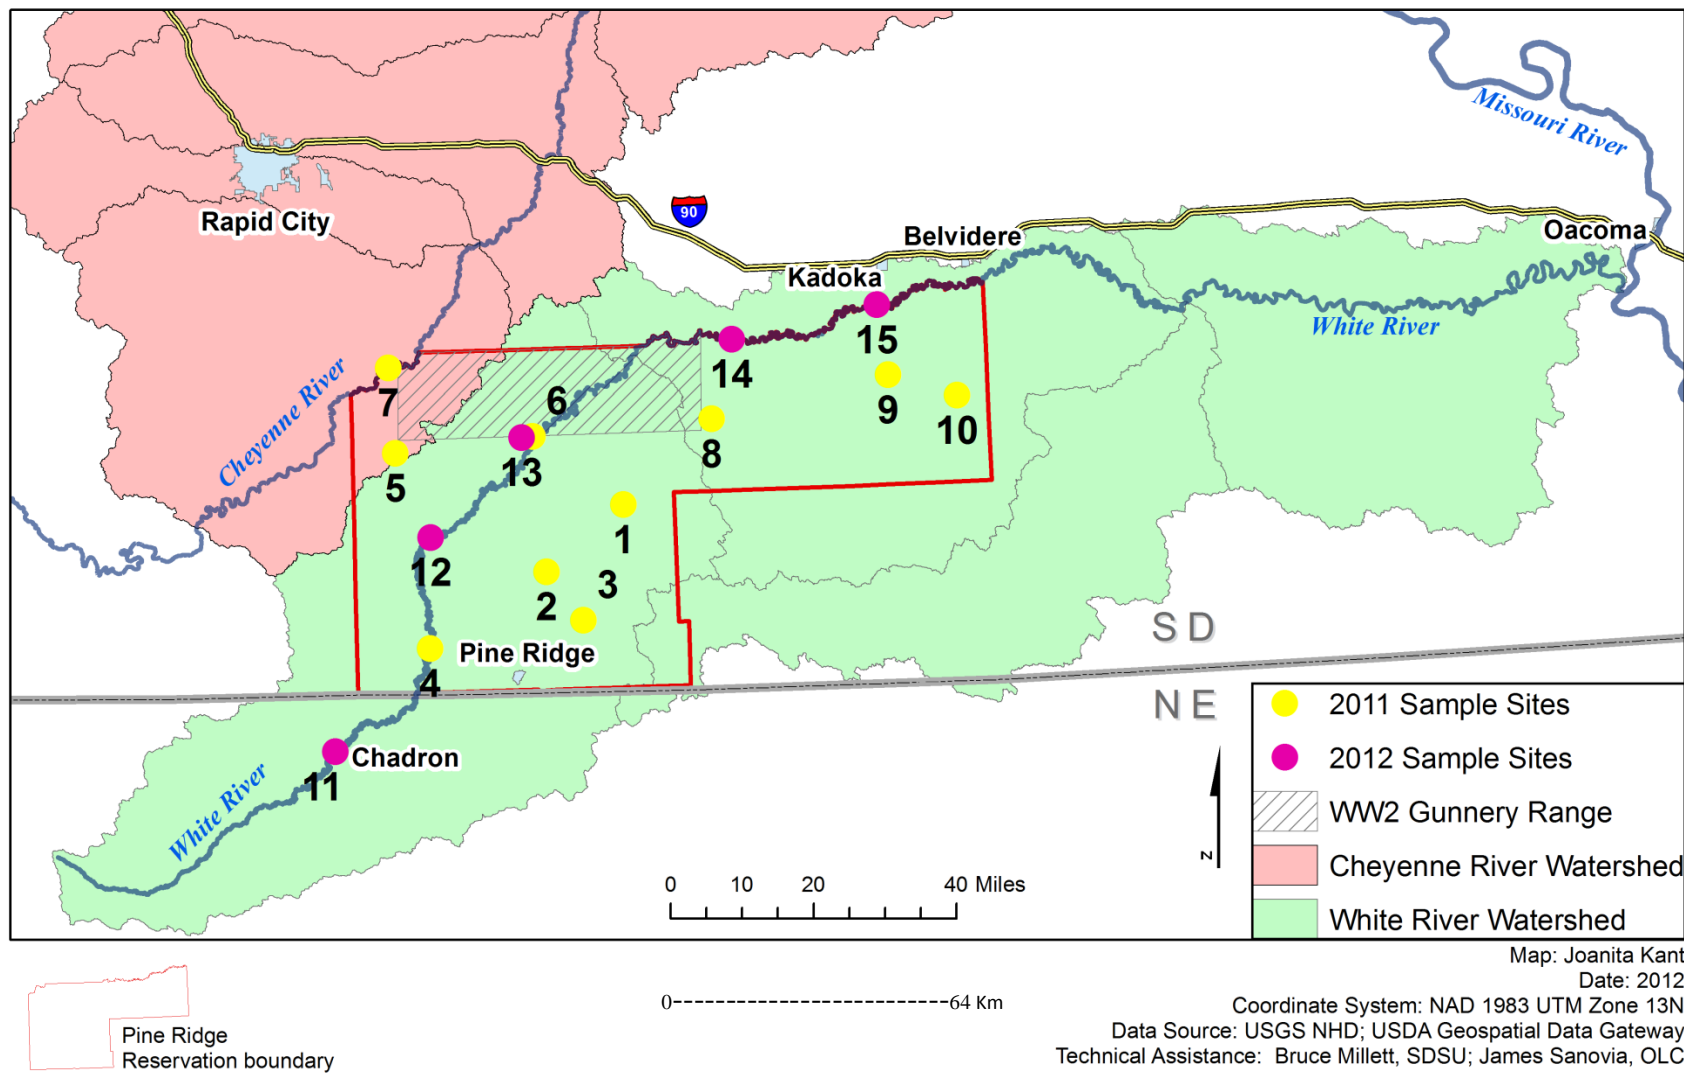 Missouri River
Rapid City
90
Belvidere
Oacoma
Kadoka
White River
Cheyenne River
7
6
14
15
9
10
8
5
13
1
12
3
2
Pine Ridge
4
SD
NE
Chadron
11
White River
2011 Sample Sites
2012 Sample Sites
WW2 Gunnery Range
Cheyenne River Watershed
White River Watershed
N
0 10 20 40 Miles
Map: Joanita Kant
Date: 2012
Coordinate System: NAD 1983 UTM Zone 13N
Data Source: USGS NHD; USDA Geospatial Data Gateway
Technical Assistance: Bruce Millett, SDSU; James Sanovia, OLC
0 64 Km
Pine Ridge
Reservation boundary